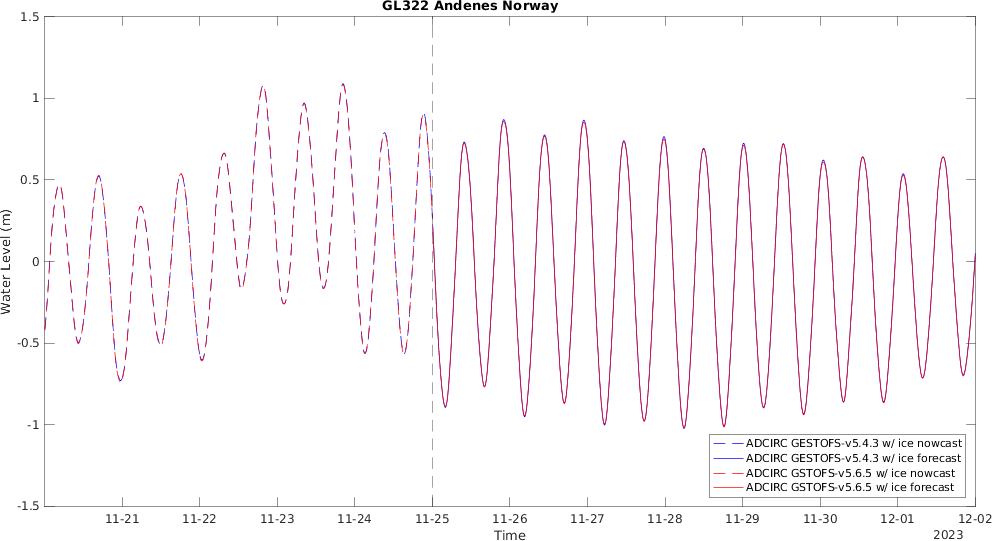 GL322 Andenes Norway
1.5
1
0.5
0
-0.5
-1
-1.5
Water Level (m)
11-21 11-22 11-23 11-24 11-25 11-26 11-27 11-28 11-29 11-30 12-01 12-02
Time
2023
ADCIRC GESTOFS-v5.4.3 w/ ice nowcast
ADCIRC GESTOFS-v5.4.3 w/ ice forecast
ADCIRC GSTOFS-v5.6.5 w/ ice nowcast
ADCIRC GSTOFS-v5.6.5 w/ ice forecast